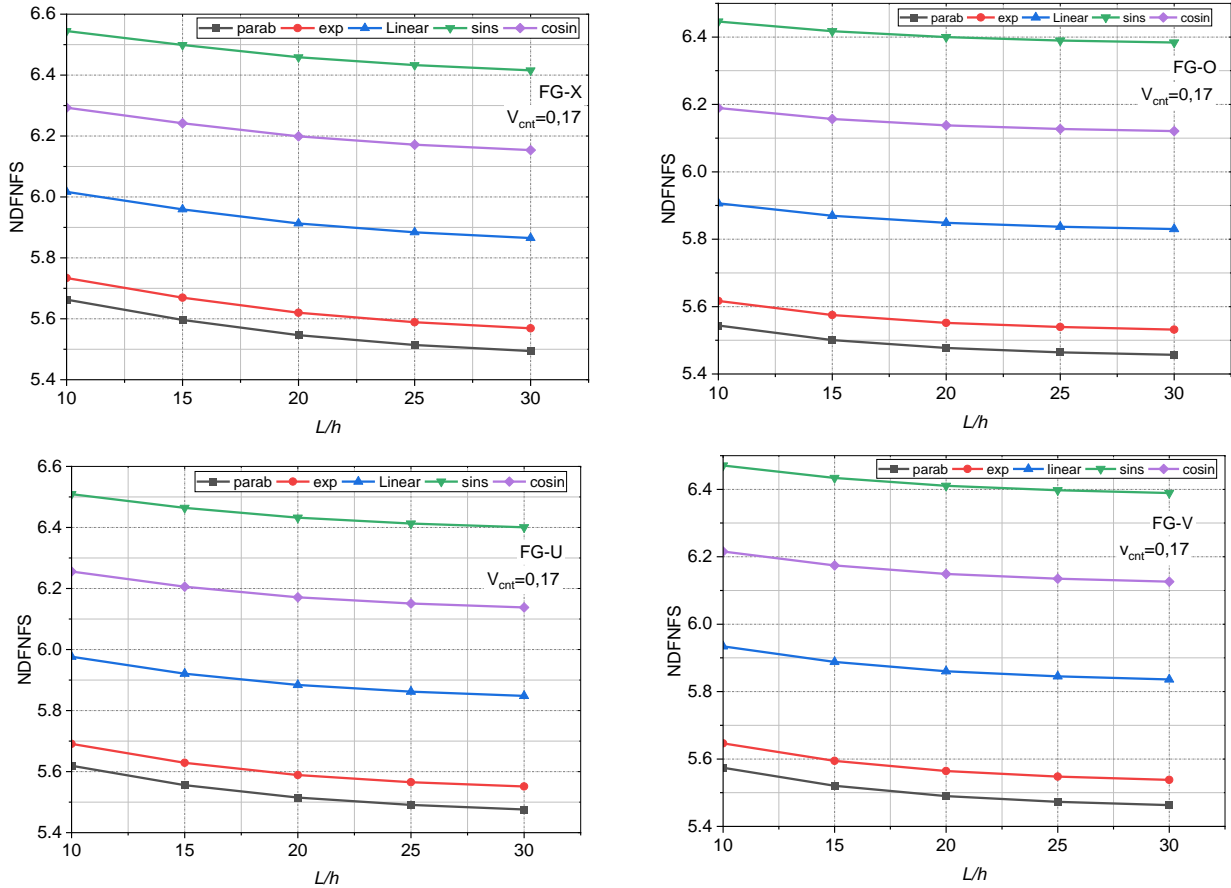 parab exp Linear sins cosin
6.6
6.4
6.2
6.0
5.8
5.6
5.4
NDFNFS
FG-X
Vcnt=0,17
10 15 20 25 30
L/h
parab exp Linear sins cosin
6.4
6.2
6.0
5.8
5.6
5.4
NDFNFS
FG-O
Vcnt=0,17
10 15 20 25 30
L/h
parab exp Linear sins cosin
6.6
6.4
6.2
6.0
5.8
5.6
5.4
NDFNFS
FG-U
Vcnt=0,17
10 15 20 25 30
L/h
parab exp linear sins cosin
6.4
6.2
6.0
5.8
5.6
5.4
NDFNFS
FG-V
vcnt=0,17
10 15 20 25 30
L/h